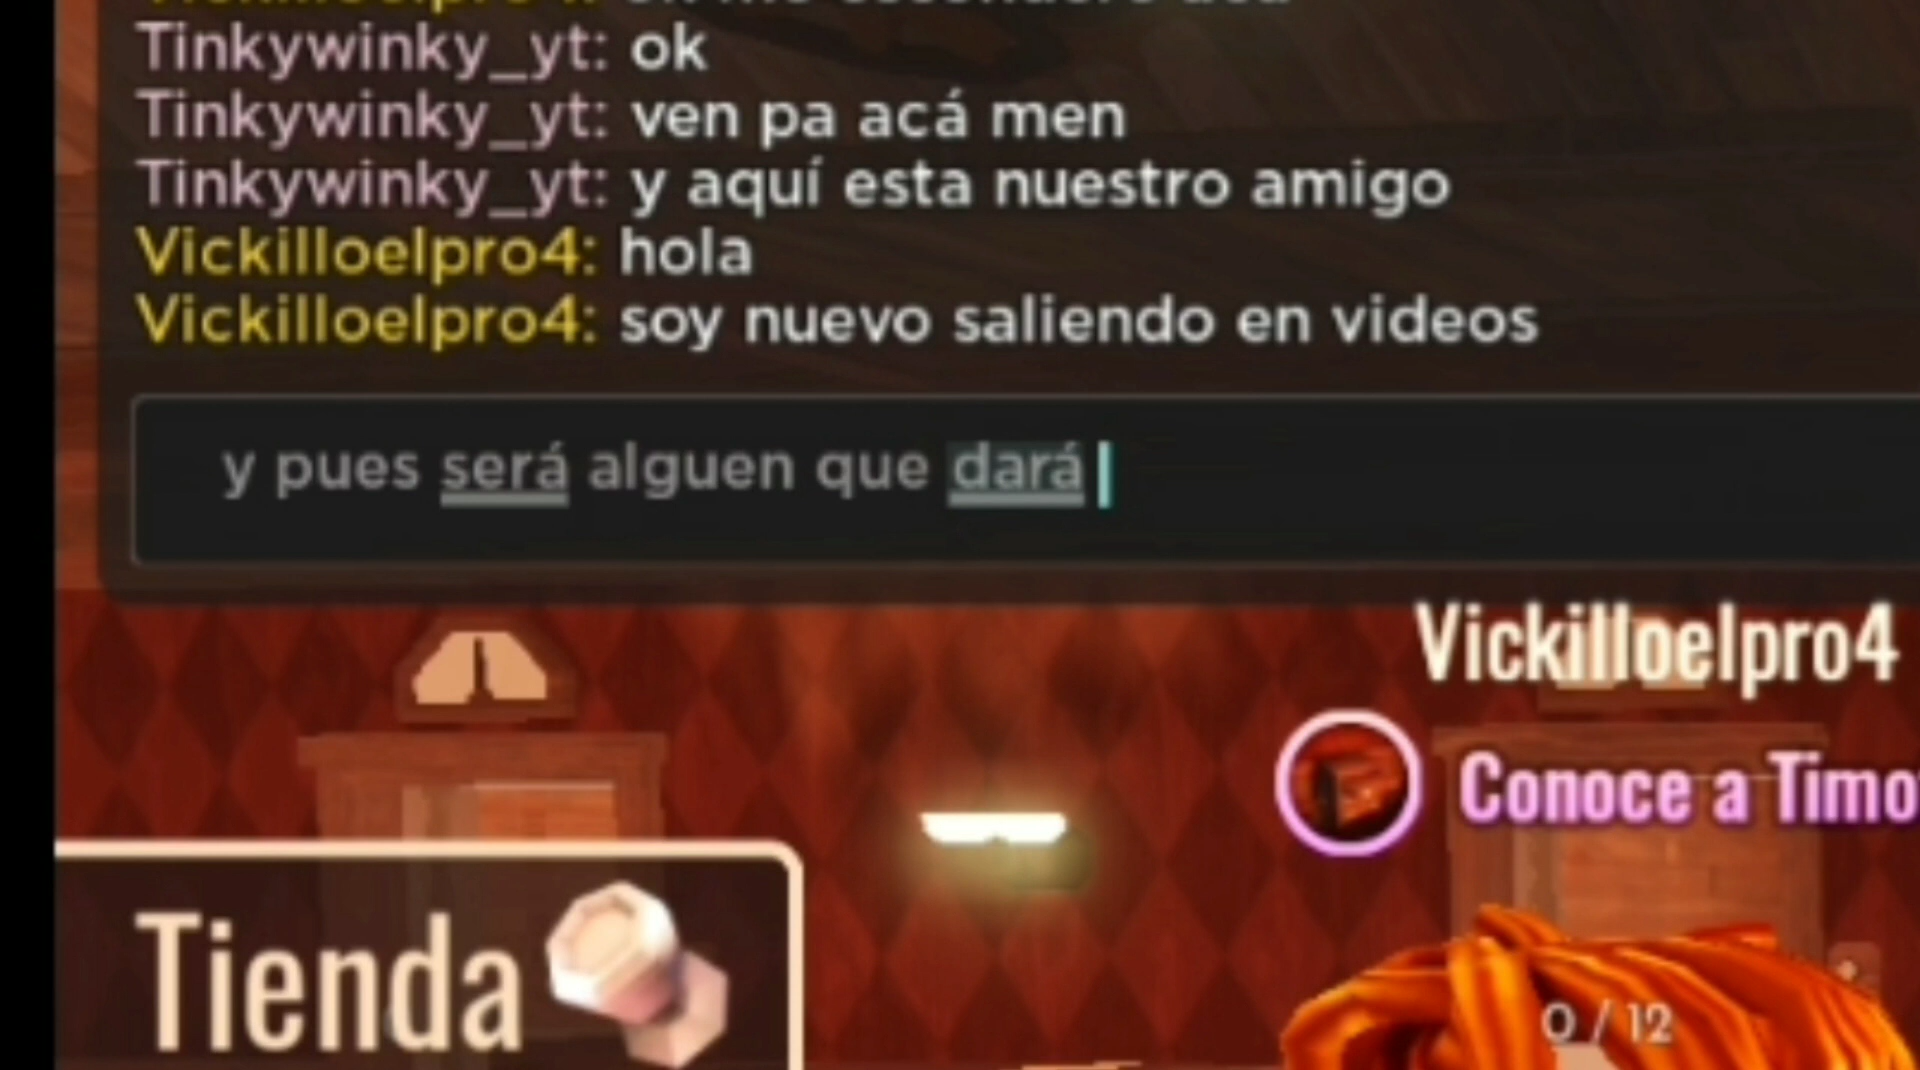 Tinkywinky_yt: ok
Tinkywinky_yt: ven pa acá men
Tinkywinky_yt: y aquí esta nuestro amigo
Vickilloelpro4: hola
Vickilloelpro4: soy nuevo saliendo en videos
y pues será alguen que dará
Vickilloelpro4
Conoce a Timo
Tienda
0 / 12